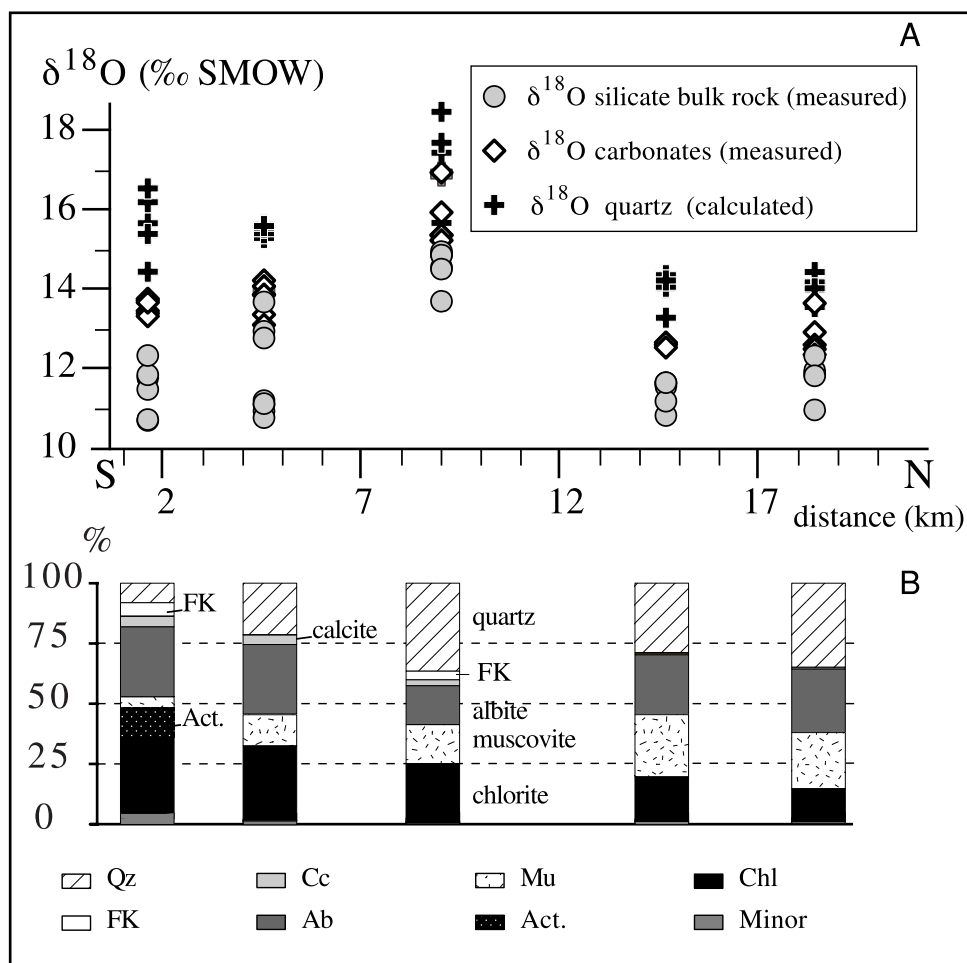 A
δ18O (‰ SMOW)
δ18O silicate bulk rock (measured)
δ18O carbonates (measured)
δ18O quartz (calculated)
18
16
14
12
10
S
N
2
7
12
17
distance (km)
%
B
100
75
50
25
0
FK
calcite
Act.
quartz
FK
albite
muscovite
chlorite
Qz
Cc
Mu
Chl
FK
Ab
Act.
Minor